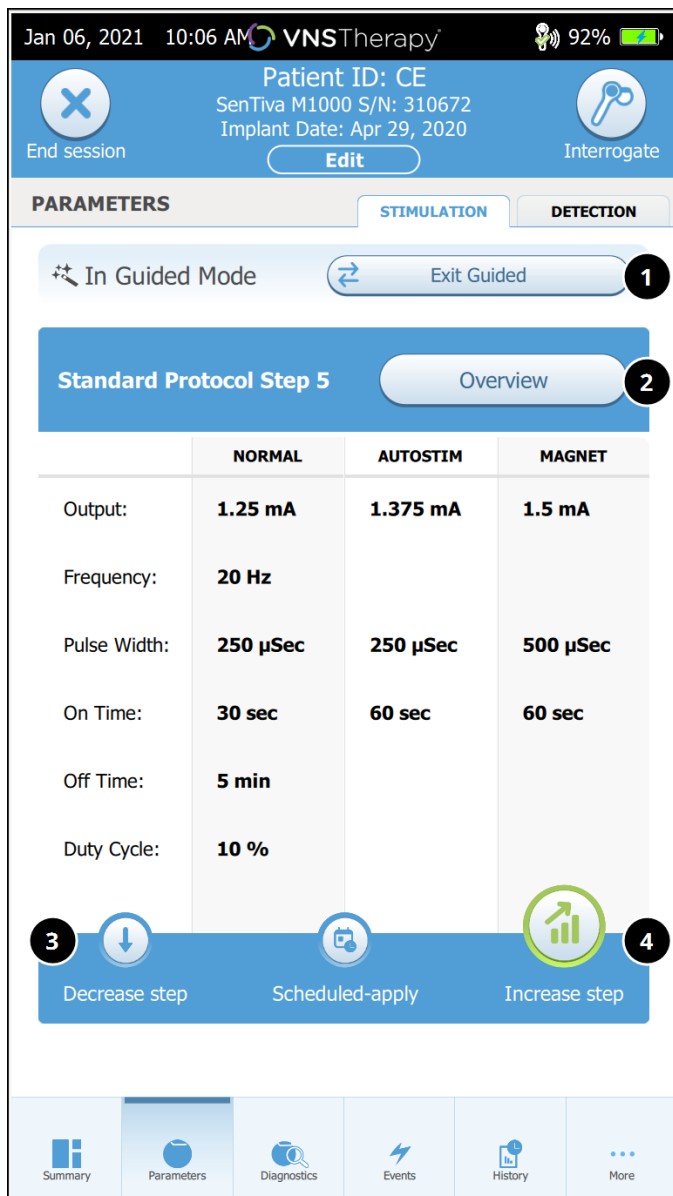 Jan 06, 2021 10:06 AM VNSTherapy 92%
Patient ID: CE
SenTiva M1000 S/N: 310672
Implant Date: Apr 29, 2020
End session Edit Interrogate
PARAMETERS STIMULATION DETECTION
In Guided Mode Exit Guided 1
Standard Protocol Step 5 Overview 2
NORMAL AUTOSTIM MAGNET
Output: 1.25 mA 1.375 mA 1.5 mA
Frequency: 20 Hz
Pulse Width: 250 µSec 250 µSec 500 µSec
On Time: 30 sec 60 sec 60 sec
Off Time: 5 min
Duty Cycle: 10 %
3 4
Decrease step Scheduled-apply Increase step
Summary Parameters Diagnostics Events History More